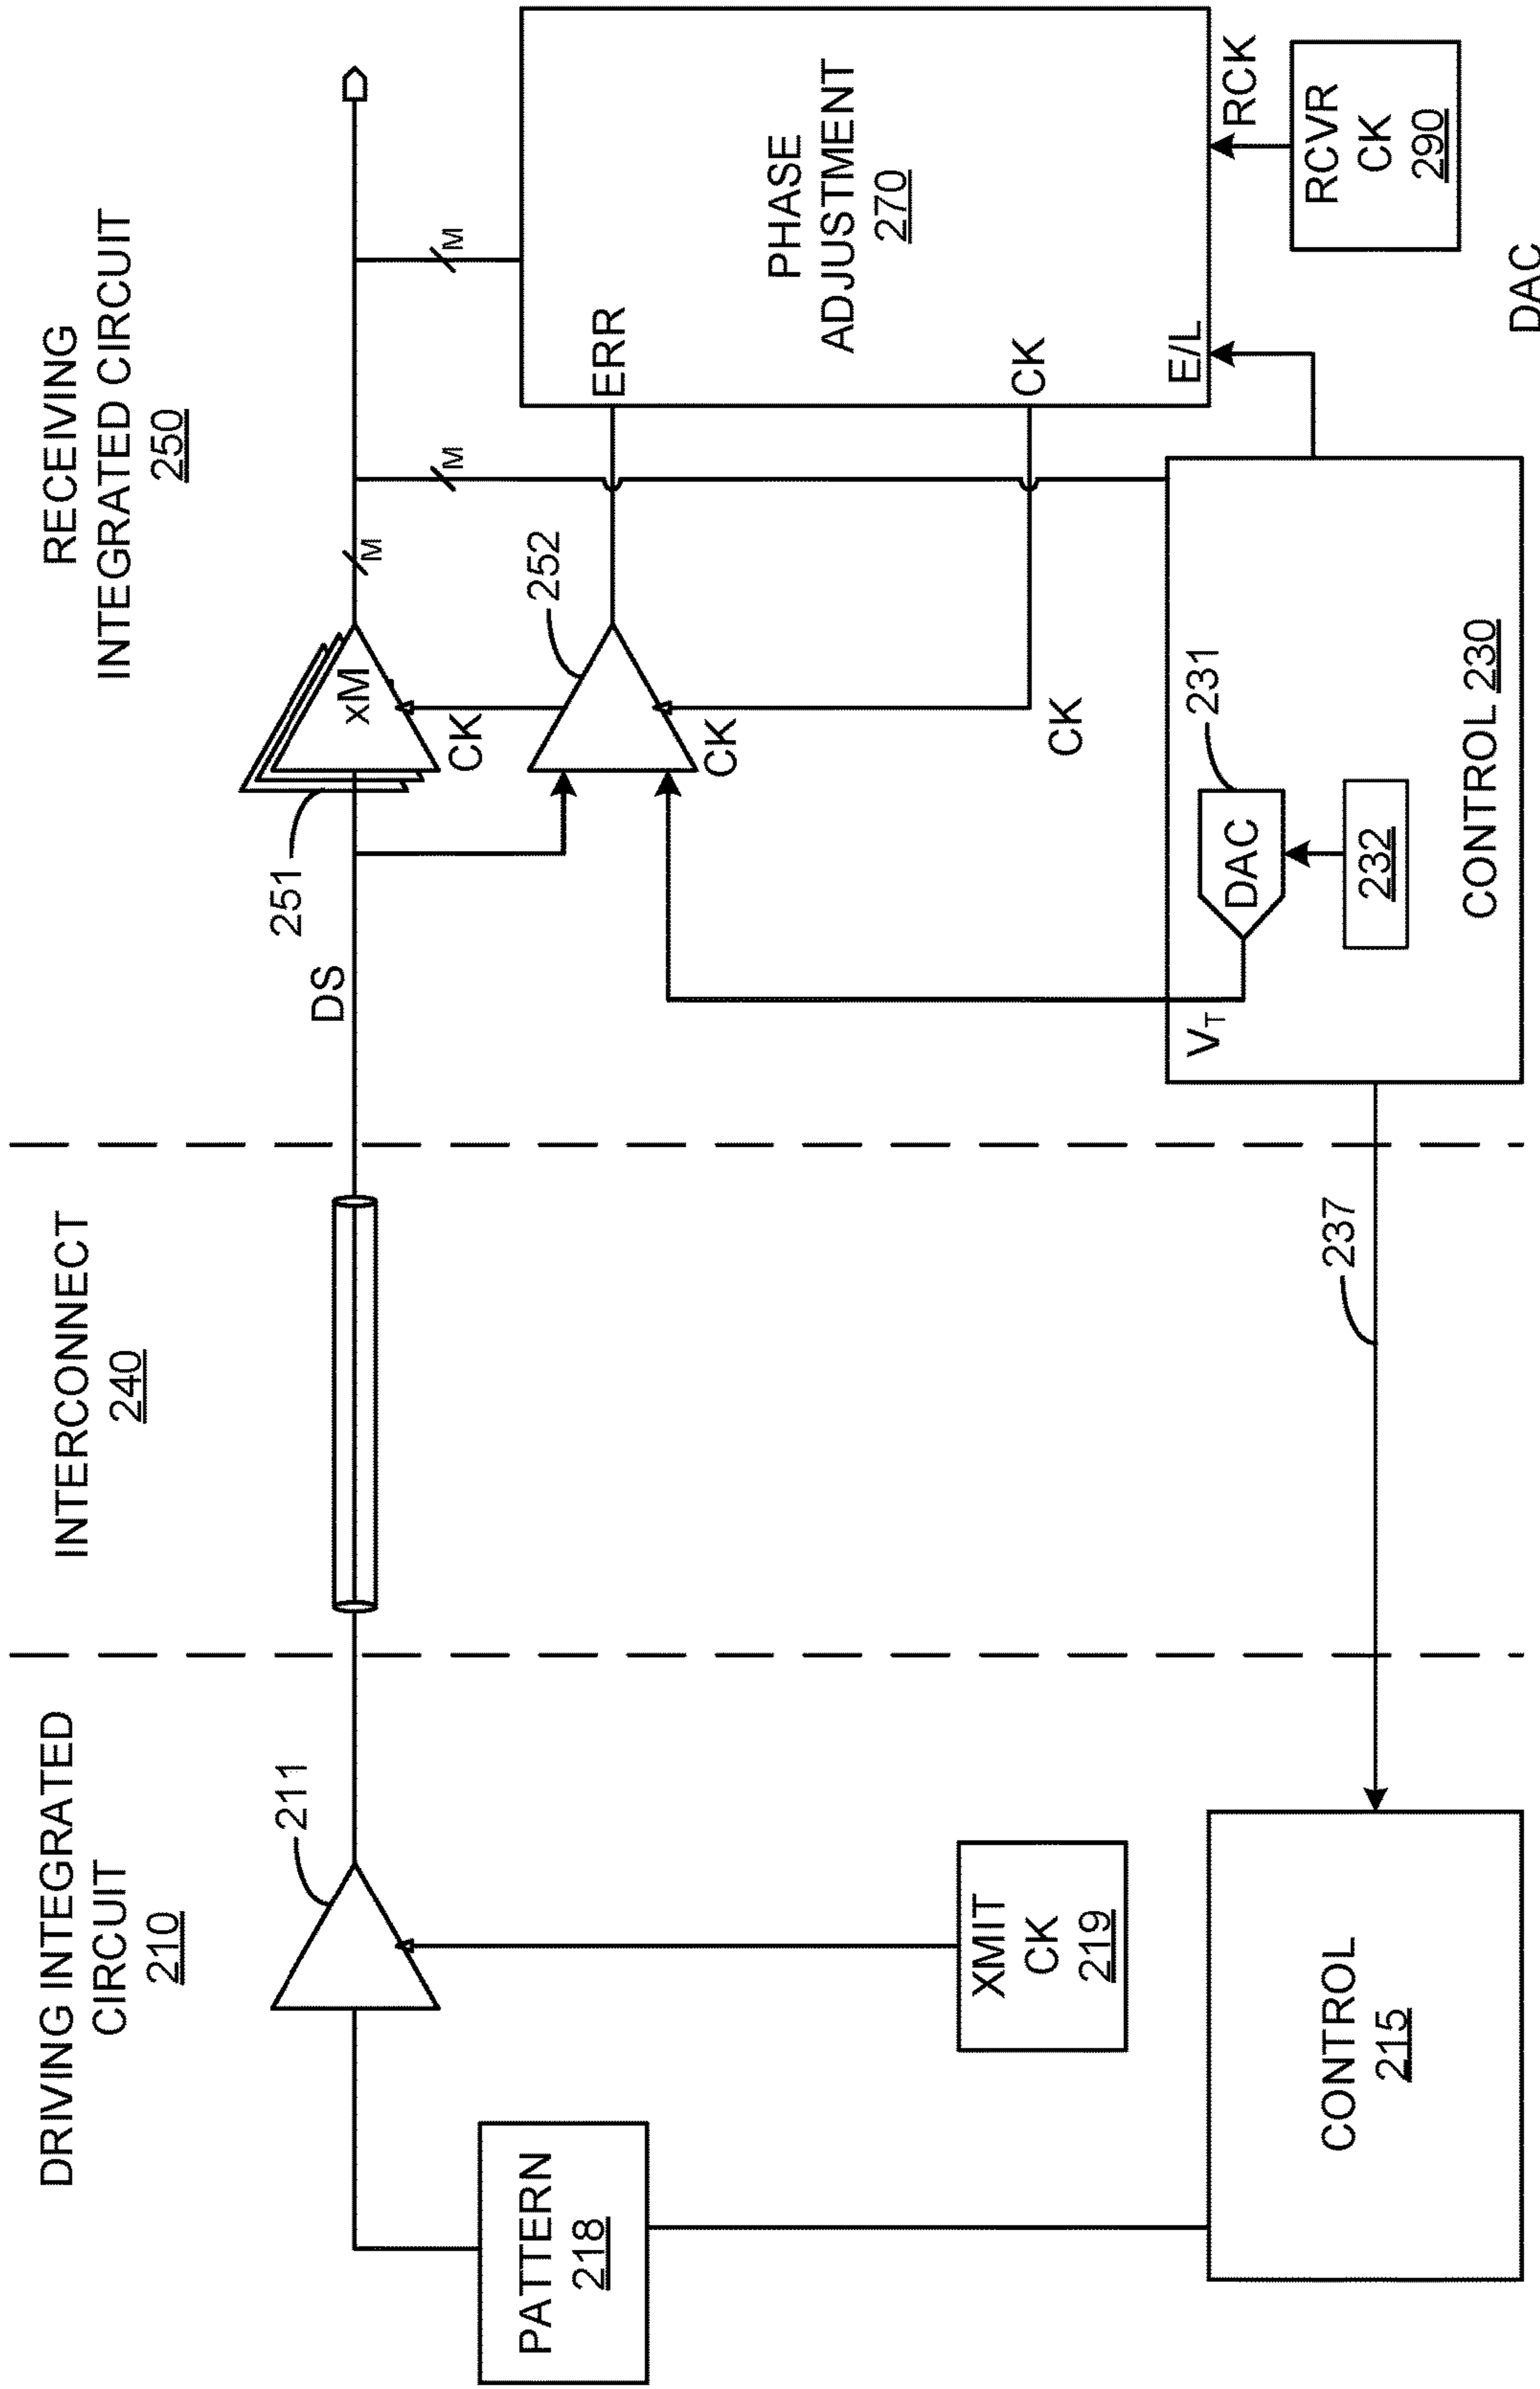 DRIVING INTEGRATED
CIRCUIT
210
INTERCONNECT
240
RECEIVING
INTEGRATED CIRCUIT
250
211
DS
251
xM
CK
M
M
M
252
CK
ERR
PHASE
ADJUSTMENT
270
CK
E/L
RCK
RCVR
CK
290
CK
PATTERN
218
XMIT
CK
219
CONTROL
215
237
VT
DAC
231
232
CONTROL 230
DAC